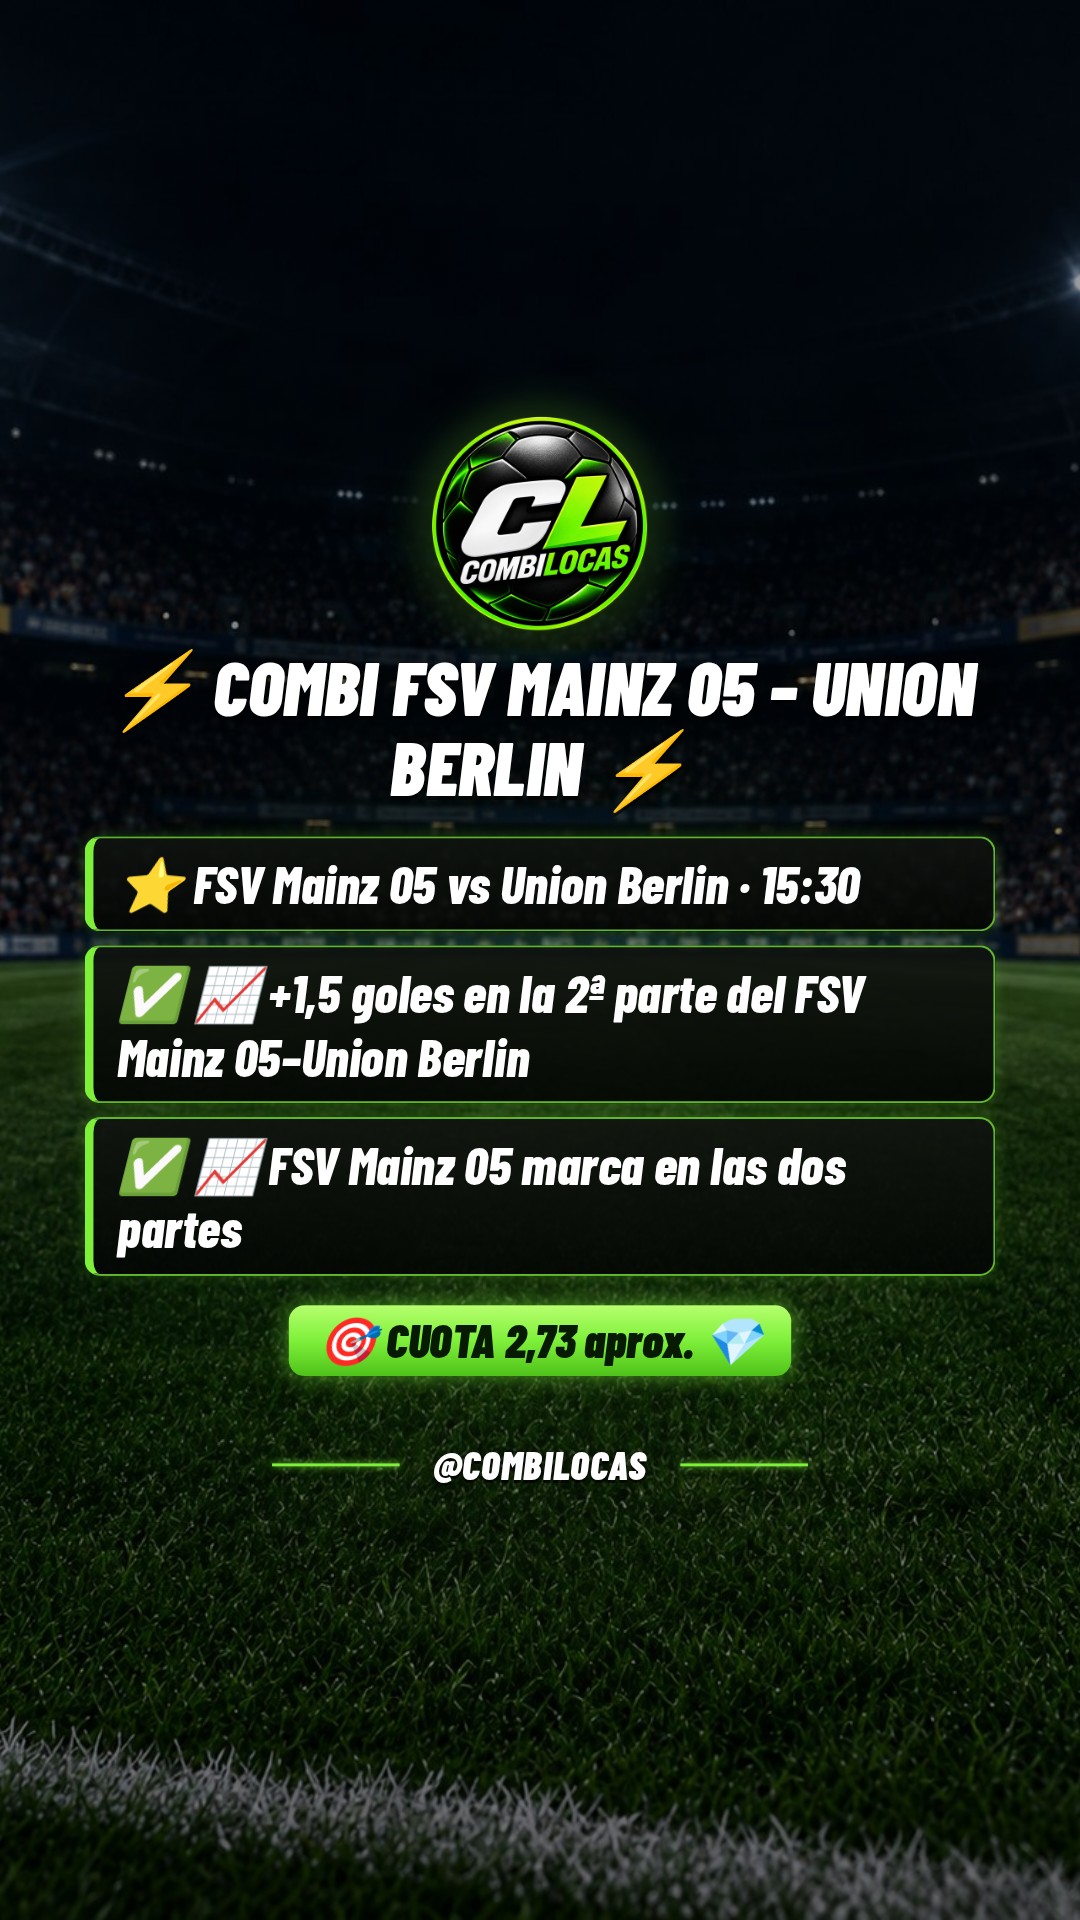 CL
COMBILOCAS
⚡ COMBI FSV MAINZ 05 - UNION
BERLIN ⚡
⭐ FSV Mainz 05 vs Union Berlin · 15:30
✅ 📈 +1,5 goles en la 2ª parte del FSV
Mainz 05-Union Berlin
✅ 📈 FSV Mainz 05 marca en las dos
partes
🎯 CUOTA 2,73 aprox. 💎
@COMBILOCAS